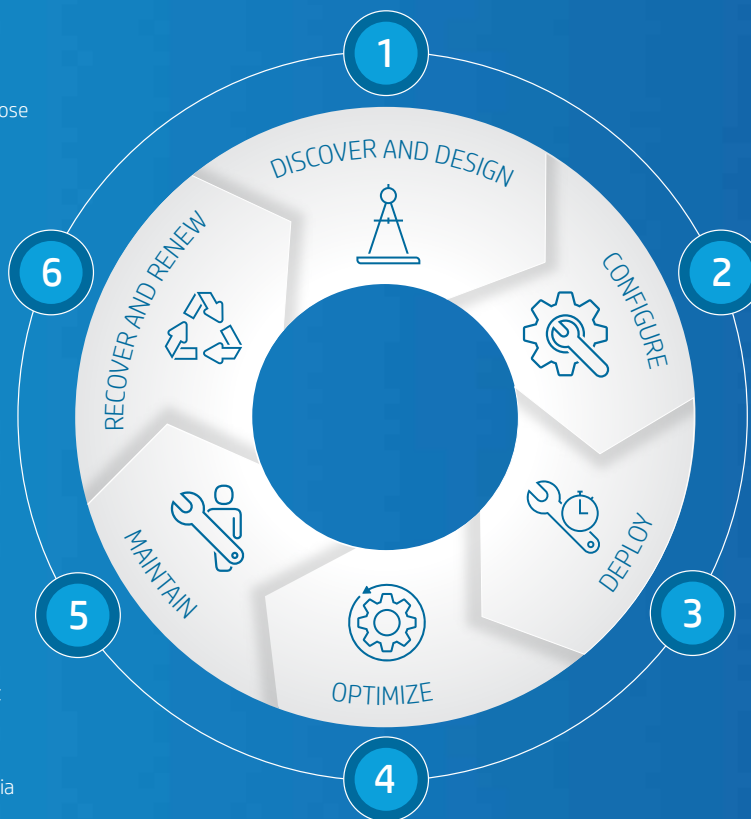 1
DISCOVER AND DESIGN
2
CONFIGURE
3
DEPLOY
4
OPTIMIZE
5
MAINTAIN
6
RECOVER AND RENEW